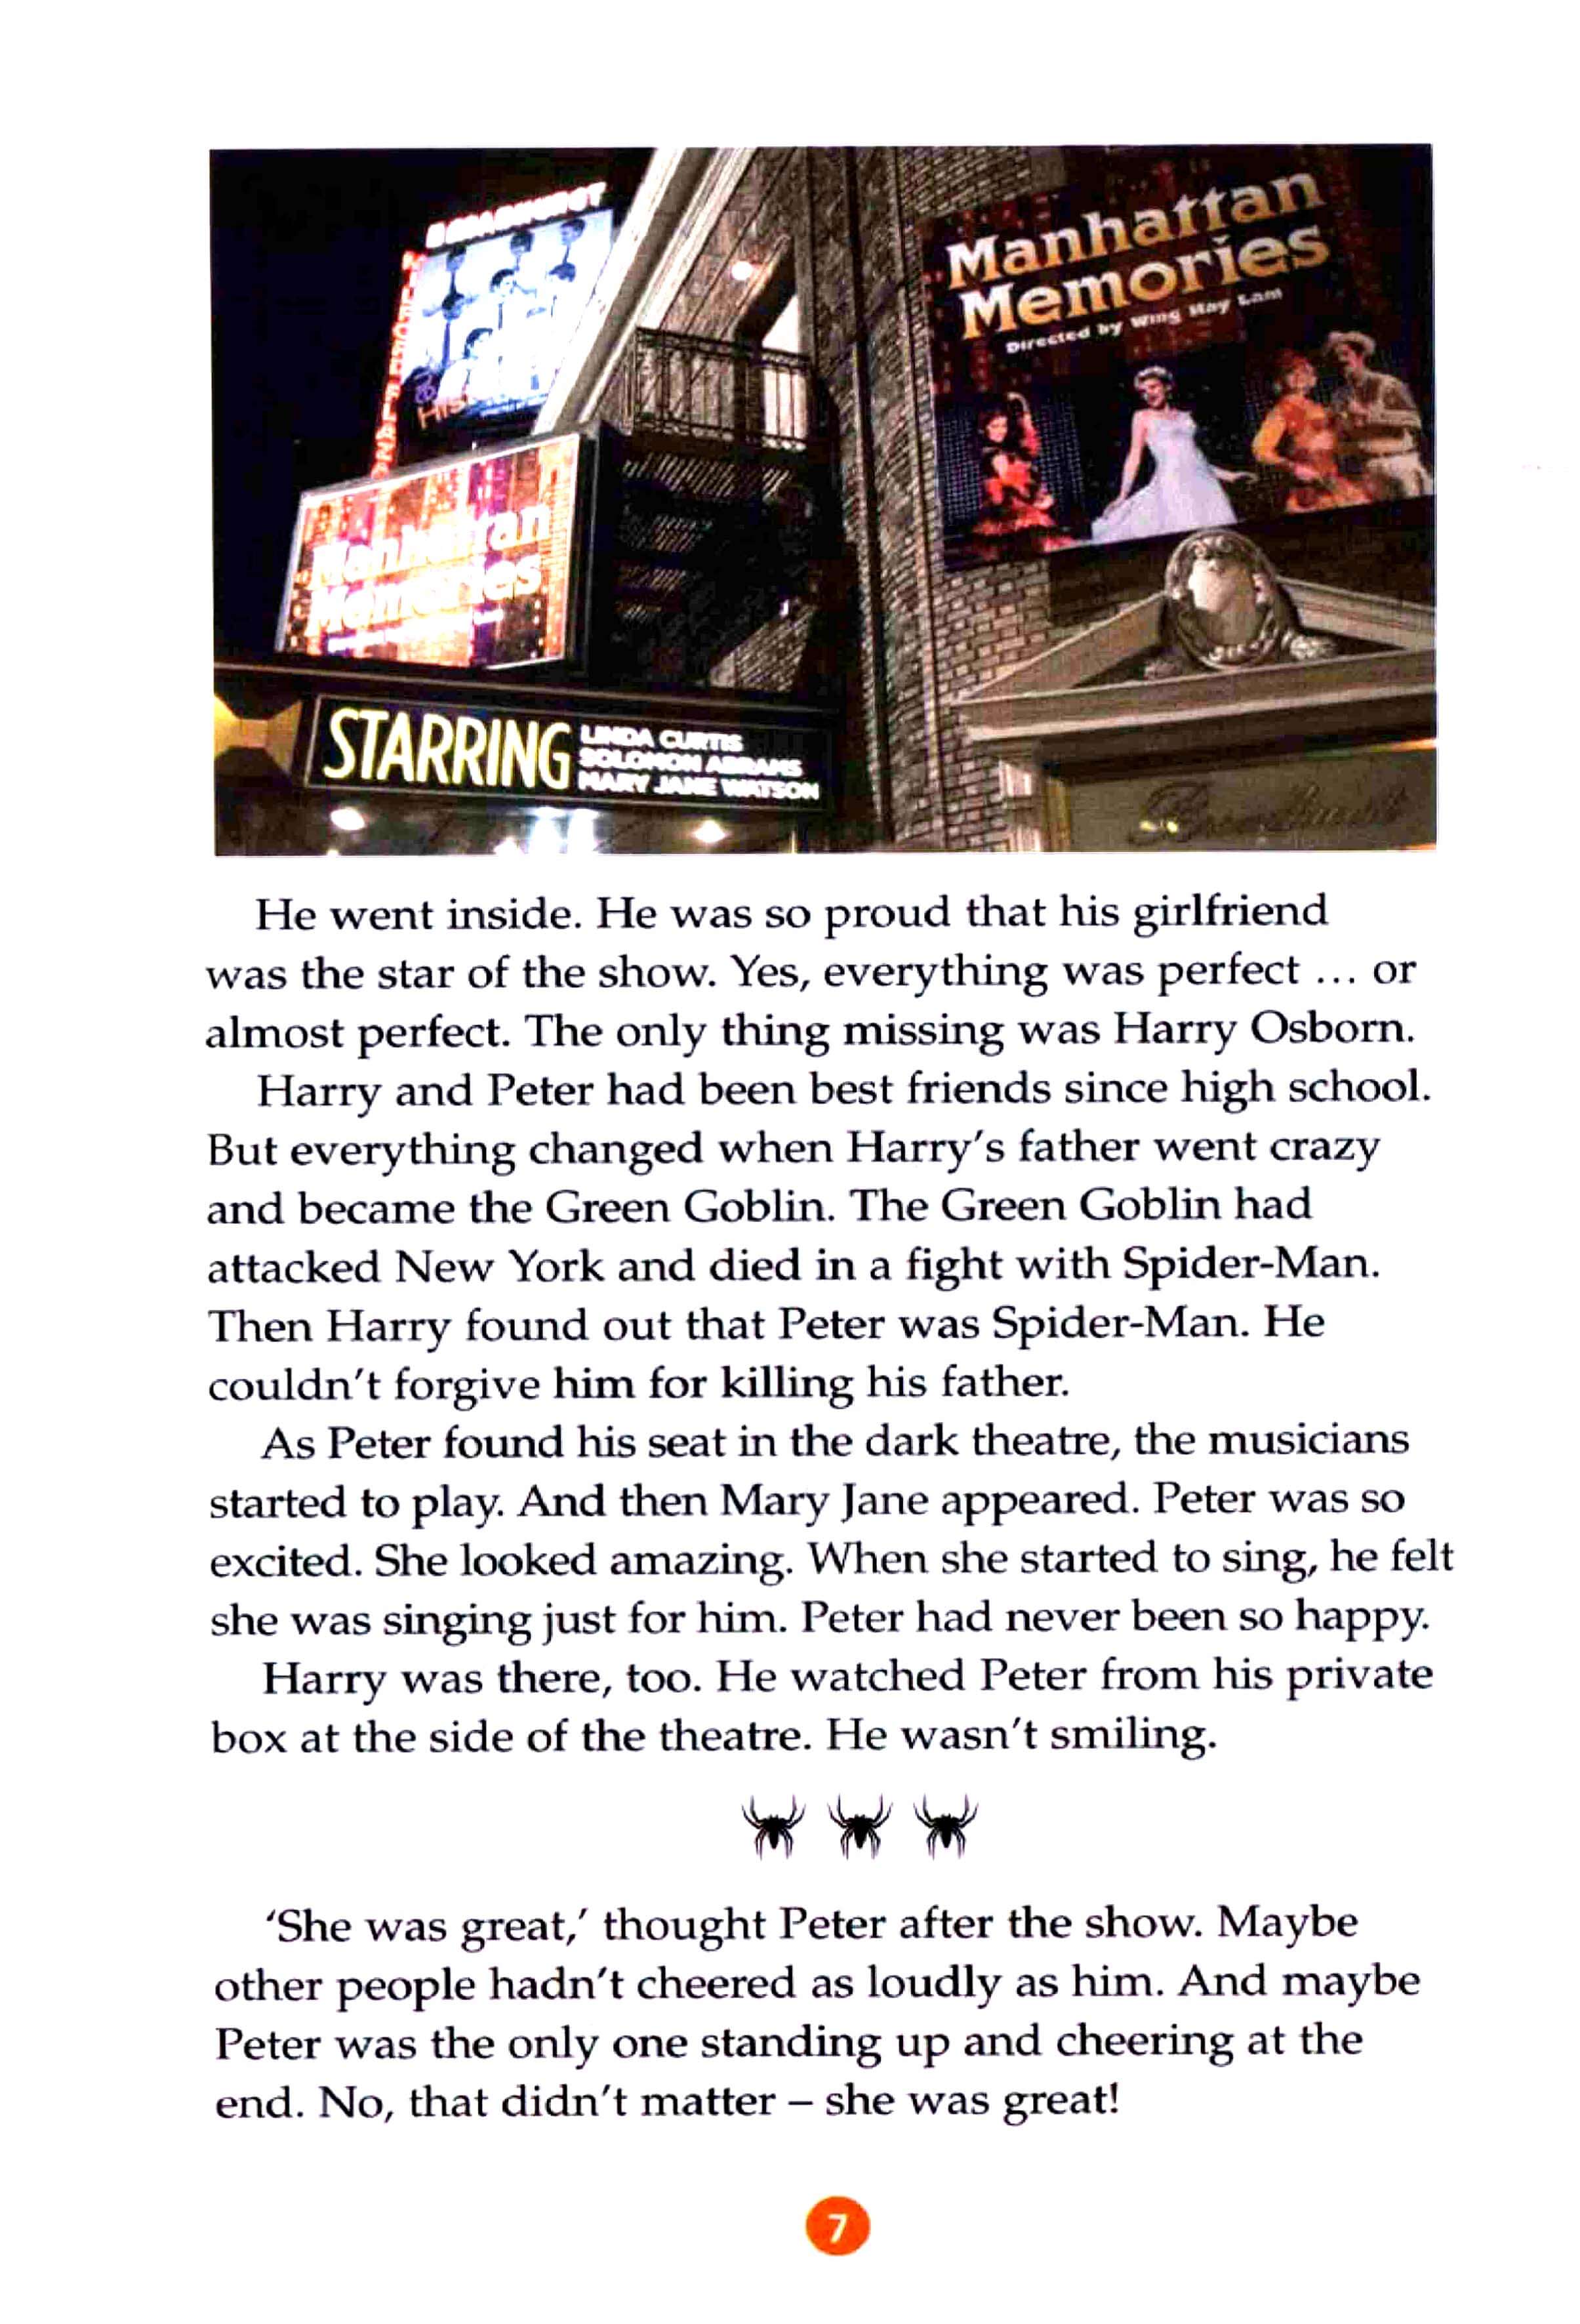 Manhattan
Memories
Directed by Wing Hay Lam
Manhattan
Memories
STARRING
LINDA CURTIS
SOLOMON ABRAMS
MARY JANE WATSON
He went inside. He was so proud that his girlfriend
was the star of the show. Yes, everything was perfect ... or
almost perfect. The only thing missing was Harry Osborn.
Harry and Peter had been best friends since high school.
But everything changed when Harry's father went crazy
and became the Green Goblin. The Green Goblin had
attacked New York and died in a fight with Spider-Man.
Then Harry found out that Peter was Spider-Man. He
couldn't forgive him for killing his father.
As Peter found his seat in the dark theatre, the musicians
started to play. And then Mary Jane appeared. Peter was so
excited. She looked amazing. When she started to sing, he felt
she was singing just for him. Peter had never been so happy.
Harry was there, too. He watched Peter from his private
box at the side of the theatre. He wasn't smiling.
'She was great,' thought Peter after the show. Maybe
other people hadn't cheered as loudly as him. And maybe
Peter was the only one standing up and cheering at the
end. No, that didn't matter – she was great!
7